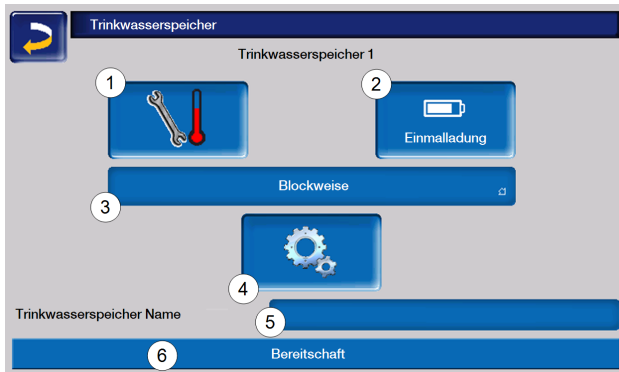 Trinkwasserspeicher
Trinkwasserspeicher 1
1
2
Einmalladung
Blockweise
3
4
Trinkwasserspeicher Name
5
6
Bereitschaft